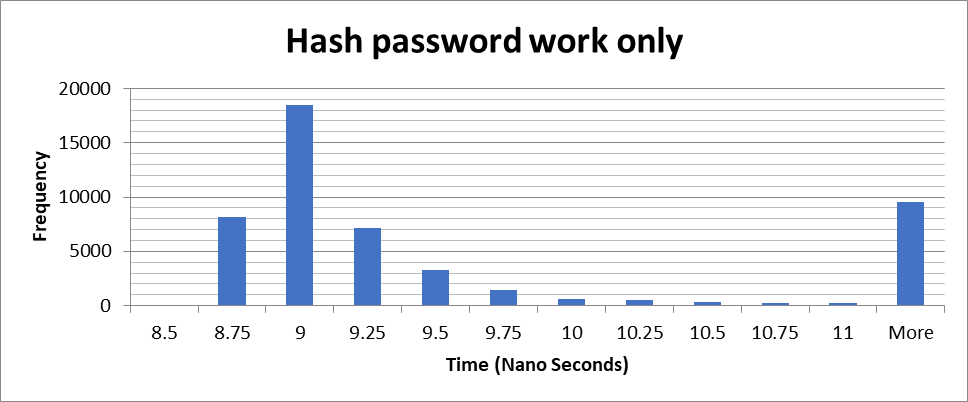 Hash password work only
20000
15000
10000
5000
0
Frequency
8.5 8.75 9 9.25 9.5 9.75 10 10.25 10.5 10.75 11 More
Time (Nano Seconds)